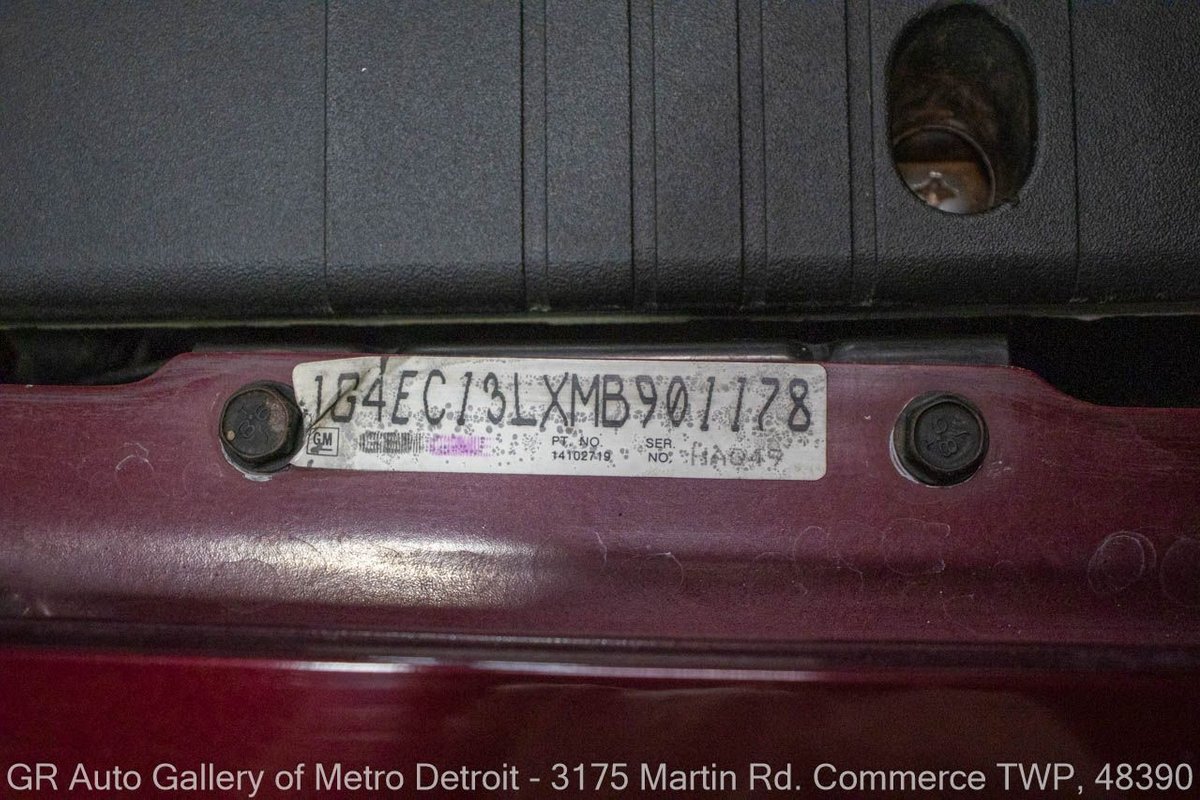 1G4EC13LXMB901178
GM
PT. NO. SER.
14102719 NO.
GR Auto Gallery of Metro Detroit - 3175 Martin Rd. Commerce TWP, 48390